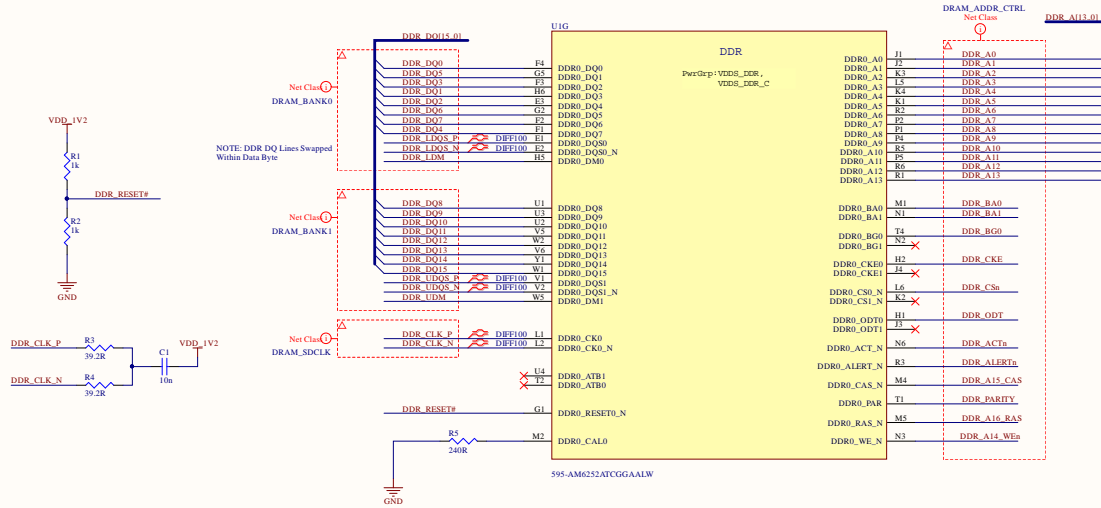 DRAM_ADDR_CTRL
Net Class
DDR_A[13..0]
U1G
DDR_DQ[15..0]
DDR
PwrGrp:VDDS_DDR,
VDDS_DDR_C
Net Class
DRAM_BANK0
NOTE: DDR DQ Lines Swapped
Within Data Byte
DDR_DQ0 F4 DDR0_DQ0
DDR_DQ5 G5 DDR0_DQ1
DDR_DQ3 F3 DDR0_DQ2
DDR_DQ1 H6 DDR0_DQ3
DDR_DQ2 E3 DDR0_DQ4
DDR_DQ6 G2 DDR0_DQ5
DDR_DQ7 F2 DDR0_DQ6
DDR_DQ4 F1 DDR0_DQ7
DDR_LDQS_P DIFF100 E1 DDR0_DQS0
DDR_LDQS_N DIFF100 E2 DDR0_DQS0_N
DDR_LDM H5 DDR0_DM0
DDR0_A0 J1 DDR_A0
DDR0_A1 J2 DDR_A1
DDR0_A2 K3 DDR_A2
DDR0_A3 L5 DDR_A3
DDR0_A4 K4 DDR_A4
DDR0_A5 K1 DDR_A5
DDR0_A6 R2 DDR_A6
DDR0_A7 P2 DDR_A7
DDR0_A8 P1 DDR_A8
DDR0_A9 P4 DDR_A9
DDR0_A10 R5 DDR_A10
DDR0_A11 P5 DDR_A11
DDR0_A12 R6 DDR_A12
DDR0_A13 R1 DDR_A13
VDD_1V2
R1
1k
DDR_RESET#
R2
1k
GND
Net Class
DRAM_BANK1
DDR_DQ8 U1 DDR0_DQ8
DDR_DQ9 U3 DDR0_DQ9
DDR_DQ10 U2 DDR0_DQ10
DDR_DQ11 V5 DDR0_DQ11
DDR_DQ12 W2 DDR0_DQ12
DDR_DQ13 V6 DDR0_DQ13
DDR_DQ14 Y1 DDR0_DQ14
DDR_DQ15 W1 DDR0_DQ15
DDR_UDQS_P DIFF100 V1 DDR0_DQS1
DDR_UDQS_N DIFF100 V2 DDR0_DQS1_N
DDR_UDM W5 DDR0_DM1
DDR0_BA0 M1 DDR_BA0
DDR0_BA1 N1 DDR_BA1
DDR0_BG0 T4 DDR_BG0
DDR0_BG1 N2
DDR0_CKE0 H2 DDR_CKE
DDR0_CKE1 J4
DDR0_CS0_N L6 DDR_CSn
DDR0_CS1_N K2
DDR0_ODT0 H1 DDR_ODT
DDR0_ODT1 J3
DDR0_ACT_N N6 DDR_ACTn
DDR0_ALERT_N R3 DDR_ALERTn
DDR0_CAS_N M4 DDR_A15_CAS
DDR0_PAR T1 DDR_PARITY
DDR0_RAS_N M5 DDR_A16_RAS
DDR0_WE_N N3 DDR_A14_WEn
Net Class
DRAM_SDCLK
DDR_CLK_P DIFF100 L1 DDR0_CK0
DDR_CLK_N DIFF100 L2 DDR0_CK0_N
U4 DDR0_ATB1
T2 DDR0_ATB0
DDR_RESET# G1 DDR0_RESET0_N
R5
240R
M2 DDR0_CAL0
GND
DDR_CLK_P
R3
39.2R
C1
10n
VDD_1V2
DDR_CLK_N
R4
39.2R
595-AM6252ATCGGAALW